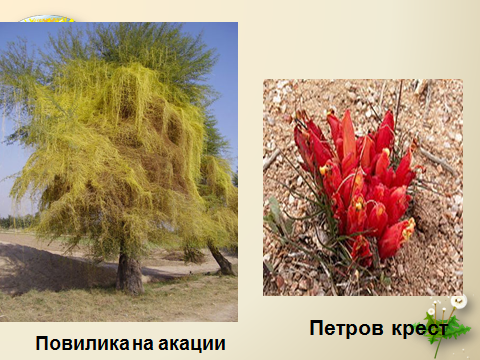 Повилика на акации
Петров крест